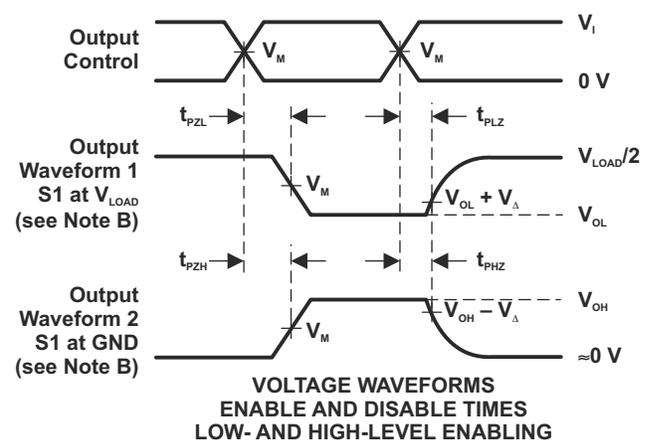 Output
Control
V_M
V_M
V_I
0 V
t_PZL
t_PLZ
Output
Waveform 1
S1 at V_LOAD
(see Note B)
V_M
V_OL + V_Δ
V_LOAD/2
V_OL
t_PZH
t_PHZ
Output
Waveform 2
S1 at GND
(see Note B)
V_M
V_OH – V_Δ
V_OH
≈0 V
VOLTAGE WAVEFORMS
ENABLE AND DISABLE TIMES
LOW- AND HIGH-LEVEL ENABLING